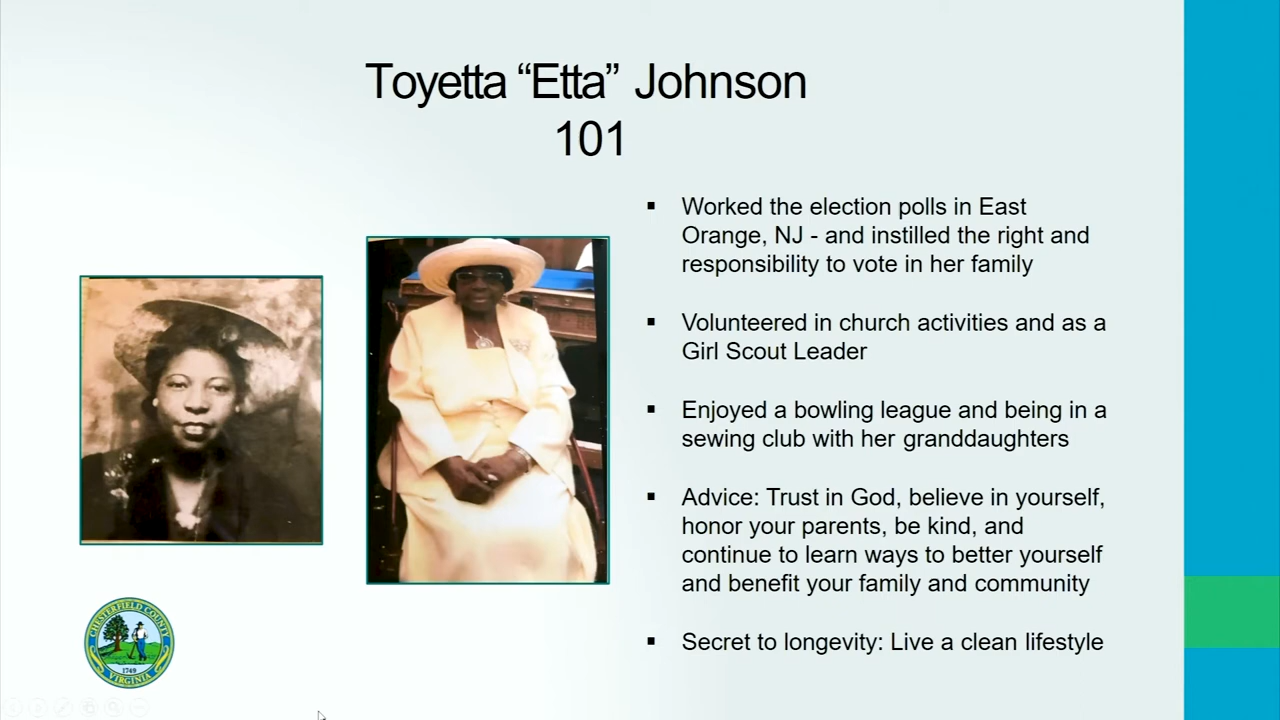 Toyetta “Etta” Johnson
101
▪ Worked the election polls in East
Orange, NJ - and instilled the right and
responsibility to vote in her family
▪ Volunteered in church activities and as a
Girl Scout Leader
▪ Enjoyed a bowling league and being in a
sewing club with her granddaughters
▪ Advice: Trust in God, believe in yourself,
honor your parents, be kind, and
continue to learn ways to better yourself
and benefit your family and community
▪ Secret to longevity: Live a clean lifestyle
CHESTERFIELD COUNTY
1749
VIRGINIA